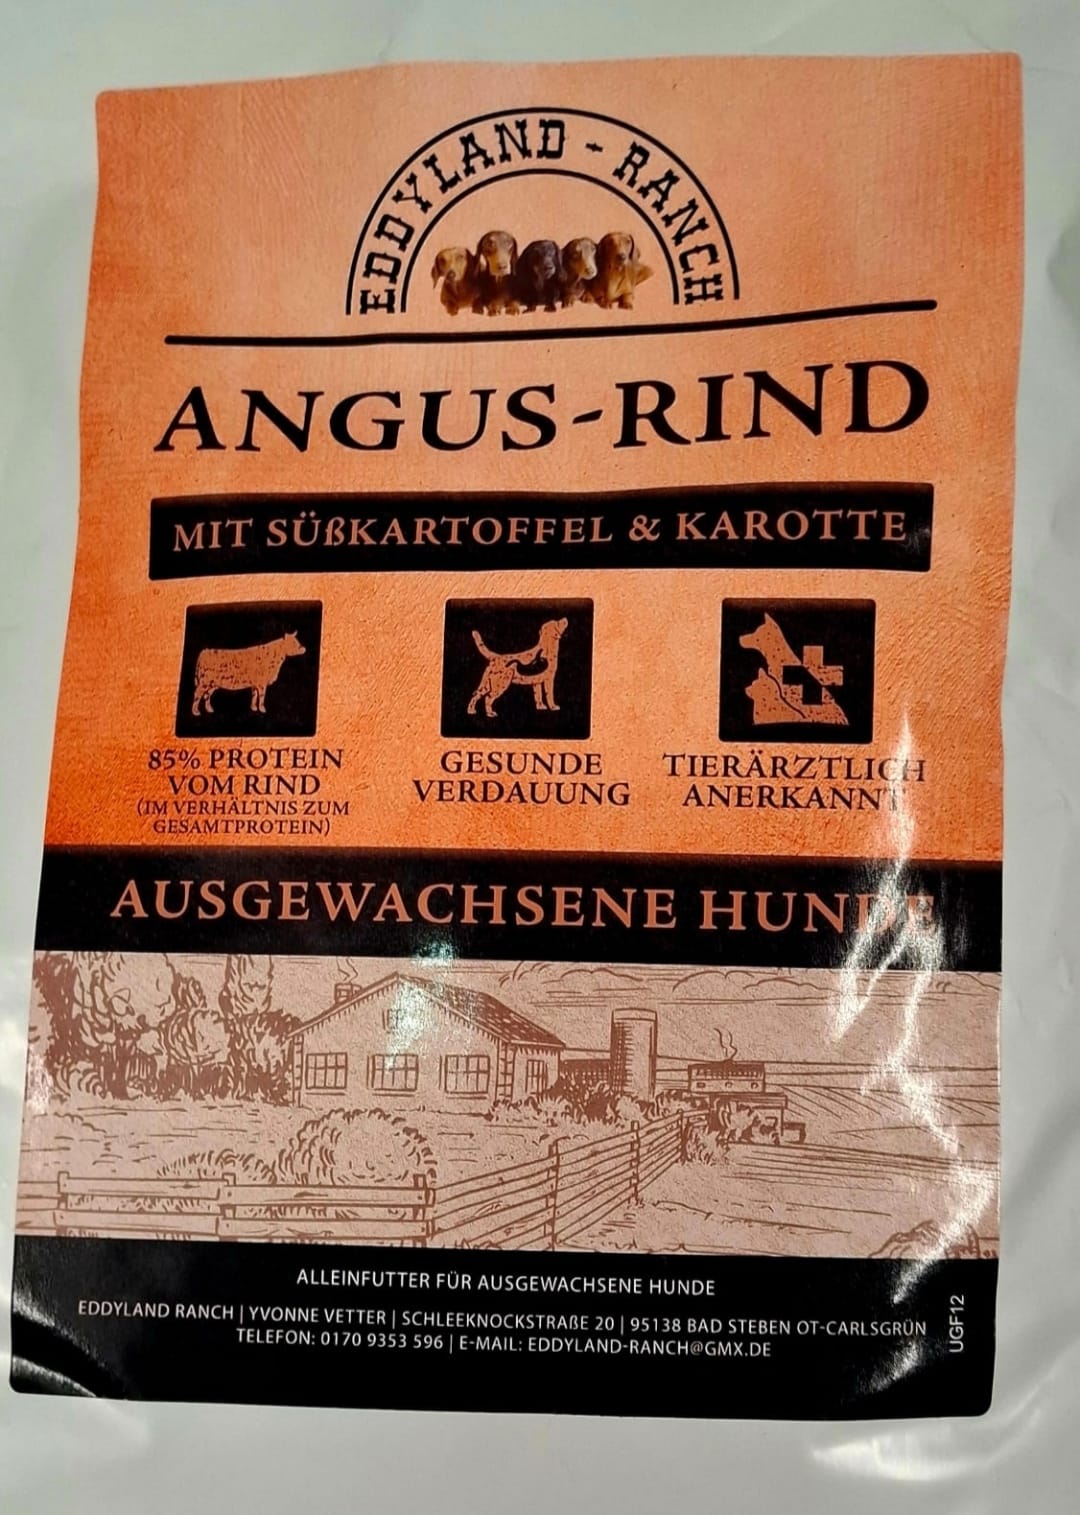 EDDYLAND-RANCH
ANGUS-RIND
MIT SÜßKARTOFFEL & KAROTTE
85% PROTEIN
VOM RIND
(IM VERHÄLTNIS ZUM
GESAMTPROTEIN)
GESUNDE
VERDAUUNG
TIERÄRZTLICH
ANERKANNT
AUSGEWACHSENE HUNDE
ALLEINFUTTER FÜR AUSGEWACHSENE HUNDE
EDDYLAND RANCH | YVONNE VETTER | SCHLEEKNOCKSTRAßE 20 | 95138 BAD STEBEN OT-CARLSGRÜN
TELEFON: 0170 9353 596 | E-MAIL: EDDYLAND-RANCH@GMX.DE
UGF12